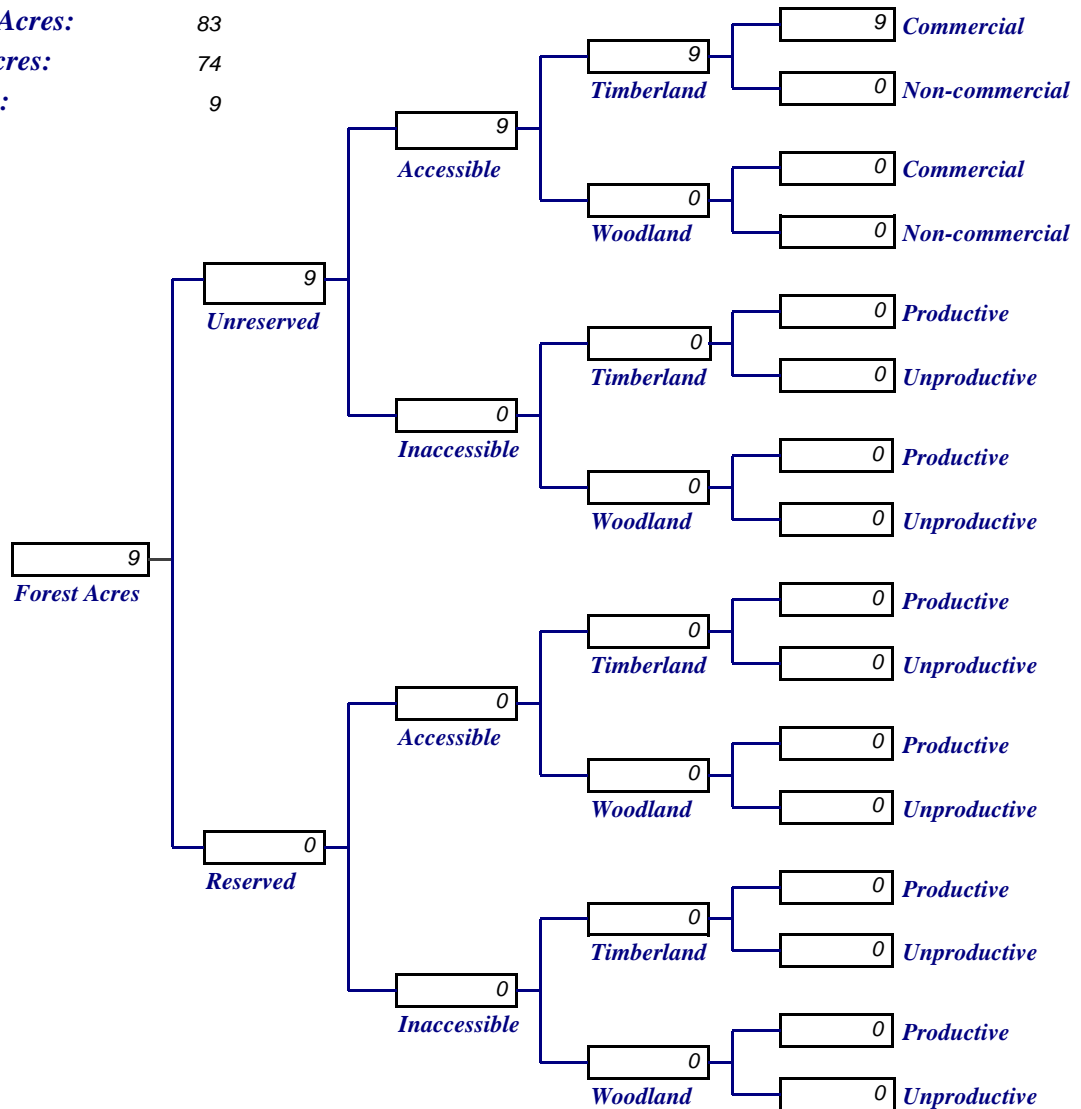 Acres: 83
cres: 74
: 9
9 Commercial
9
Timberland
0 Non-commercial
9
Accessible
0 Commercial
0
Woodland
0 Non-commercial
9
Unreserved
0 Productive
0
Timberland
0 Unproductive
0
Inaccessible
0 Productive
0
Woodland
0 Unproductive
9
Forest Acres
0 Productive
0
Timberland
0 Unproductive
0
Accessible
0 Productive
0
Woodland
0 Unproductive
0
Reserved
0 Productive
0
Timberland
0 Unproductive
0
Inaccessible
0 Productive
0
Woodland
0 Unproductive